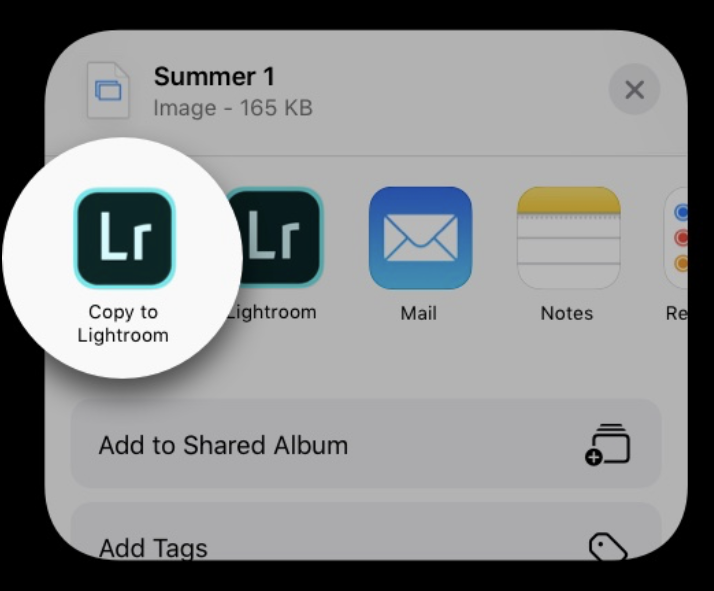 Summer 1
Image - 165 KB
Lr
Lr
Copy to
Lightroom
Lightroom
Mail
Notes
Re
Add to Shared Album
Add Tags